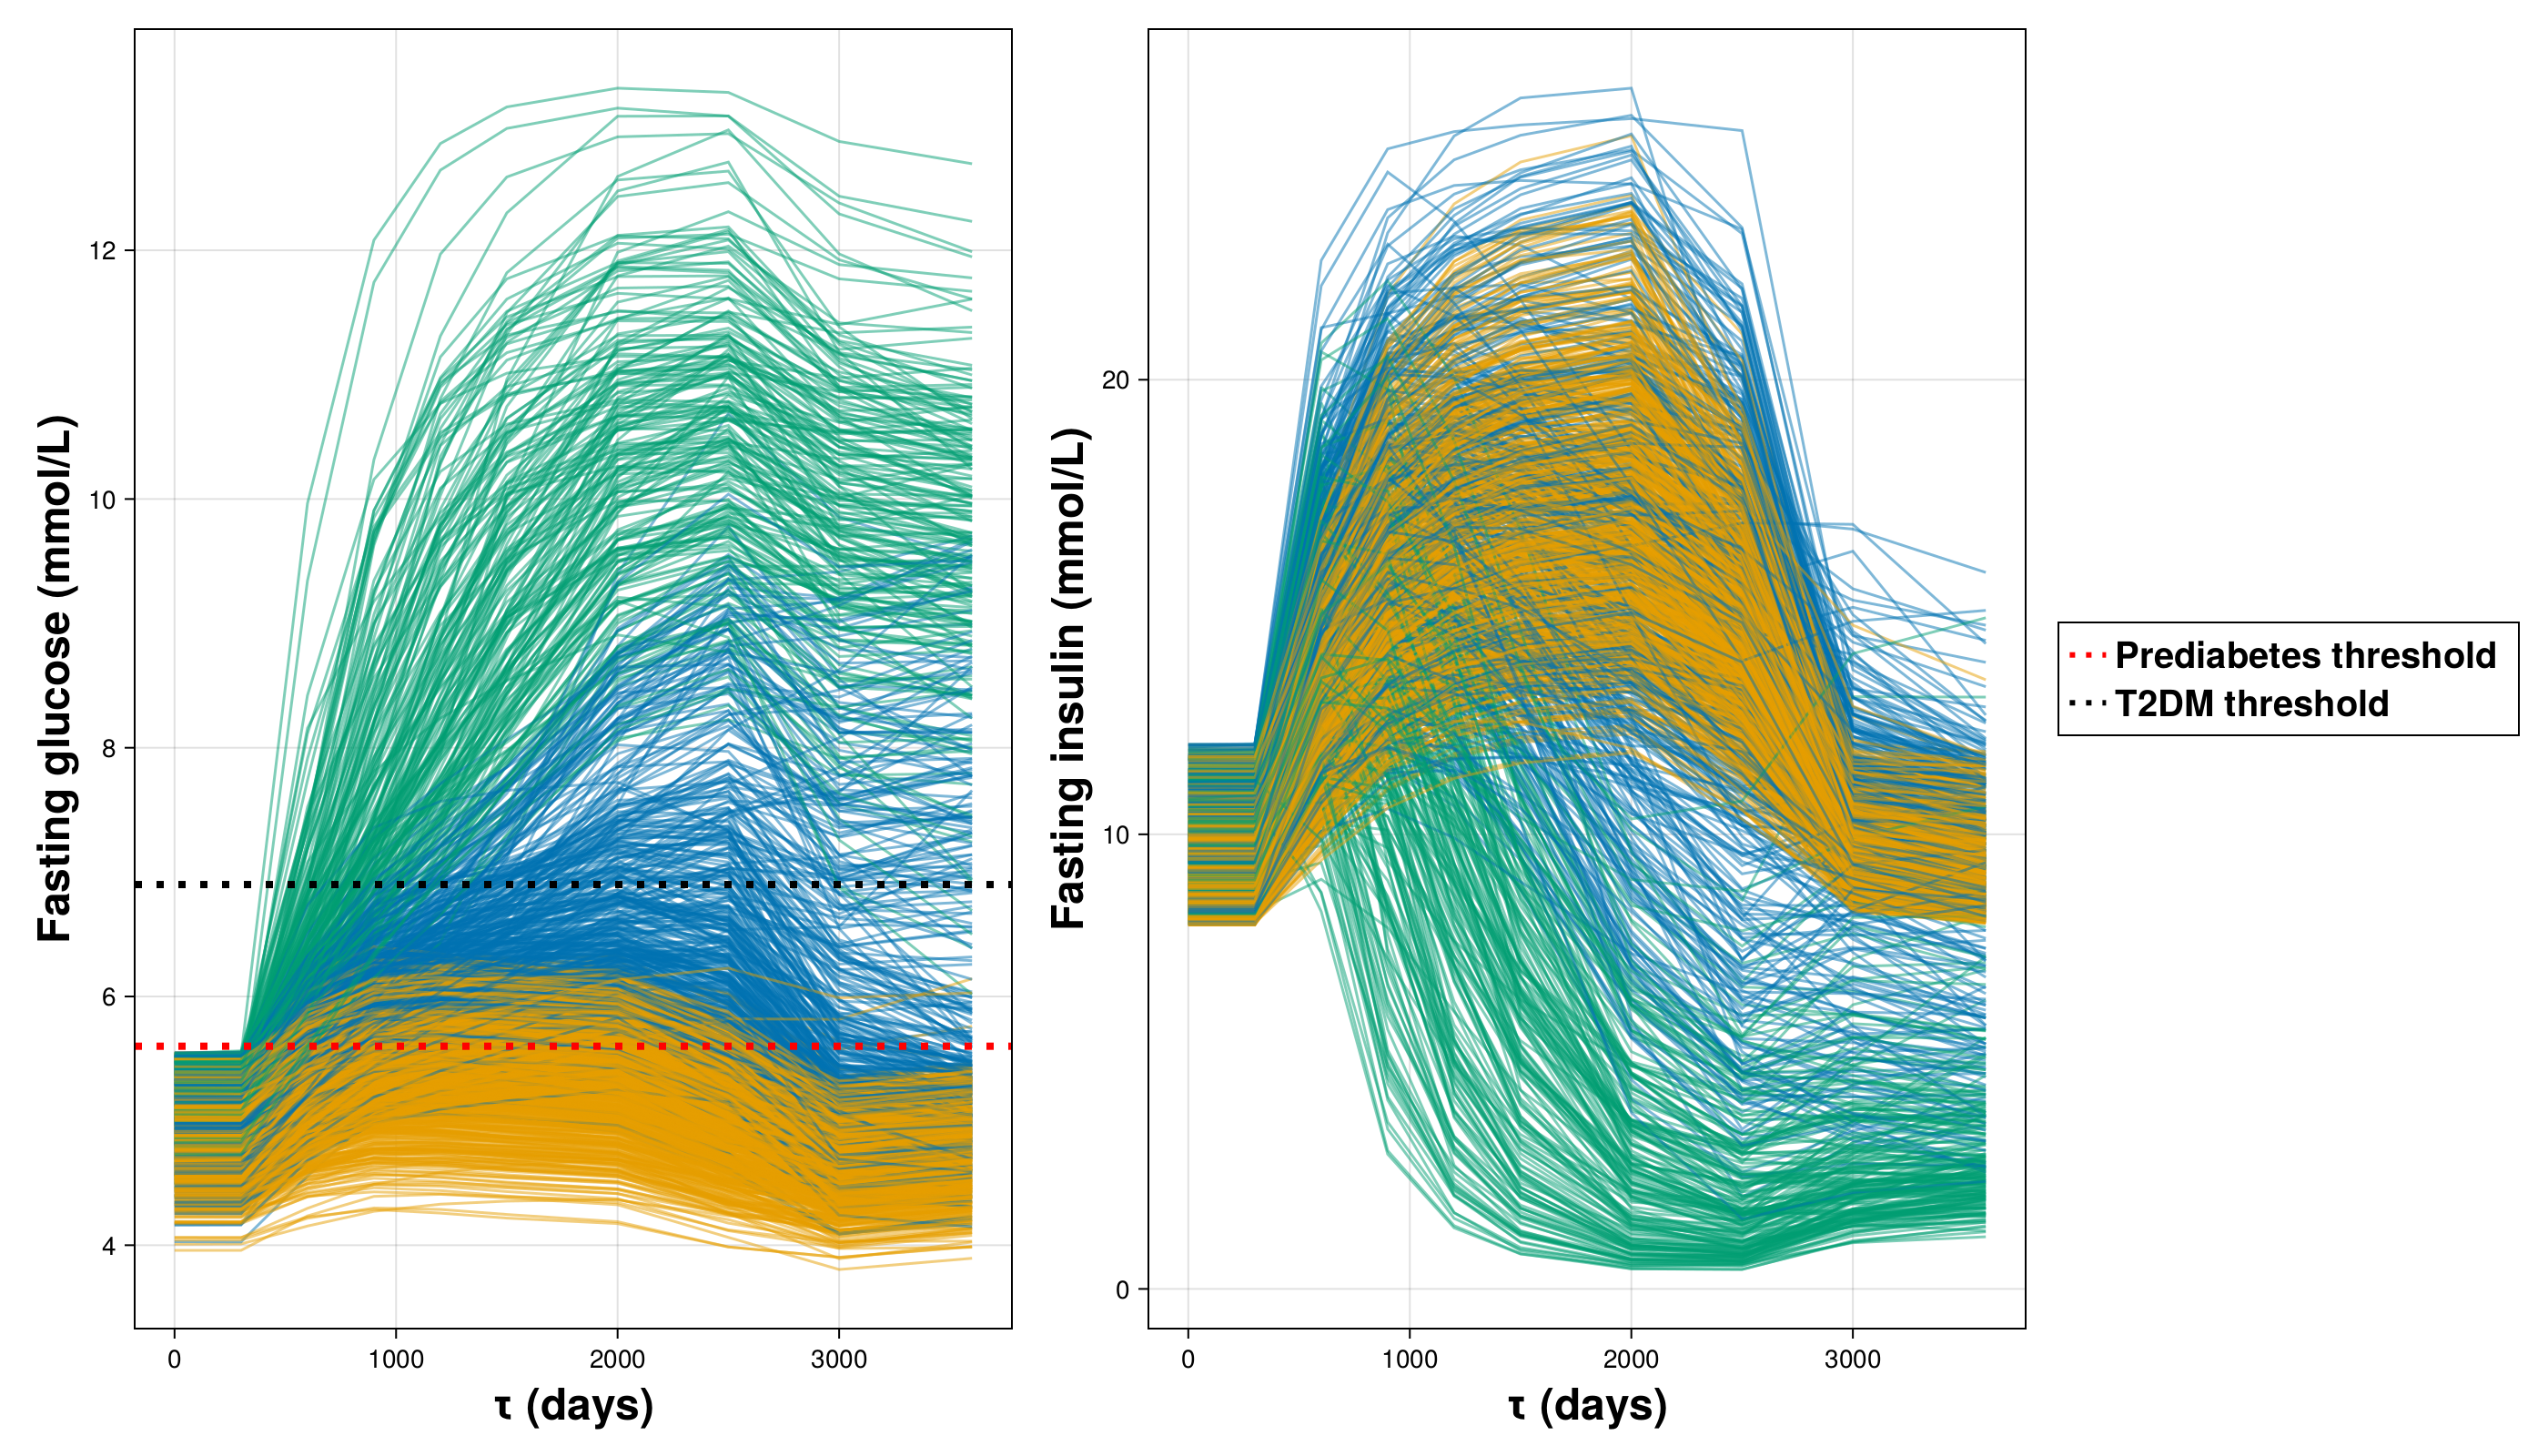 Fasting glucose (mmol/L)
12
10
8
6
4
0
1000
2000
3000
τ (days)
Fasting insulin (mmol/L)
20
10
0
0
1000
2000
3000
τ (days)
Prediabetes threshold
T2DM threshold